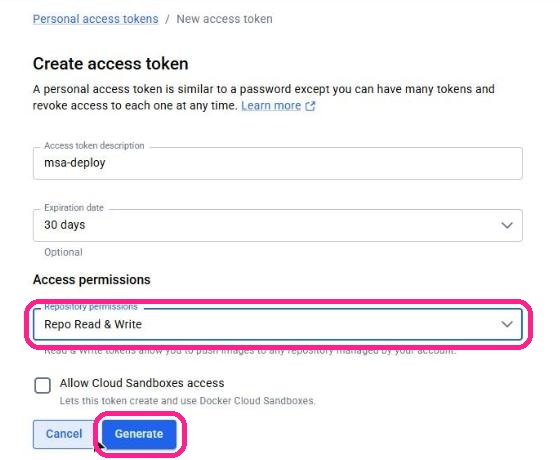 Personal access tokens / New access token
Create access token
A personal access token is similar to a password except you can have many tokens and
revoke access to each one at any time. Learn more
Access token description
msa-deploy
Expiration date
30 days
Optional
Access permissions
Repository permissions
Repo Read & Write
Read & Write tokens allow you to push images to any repository managed by your account.
Allow Cloud Sandboxes access
Lets this token create and use Docker Cloud Sandboxes.
Cancel
Generate